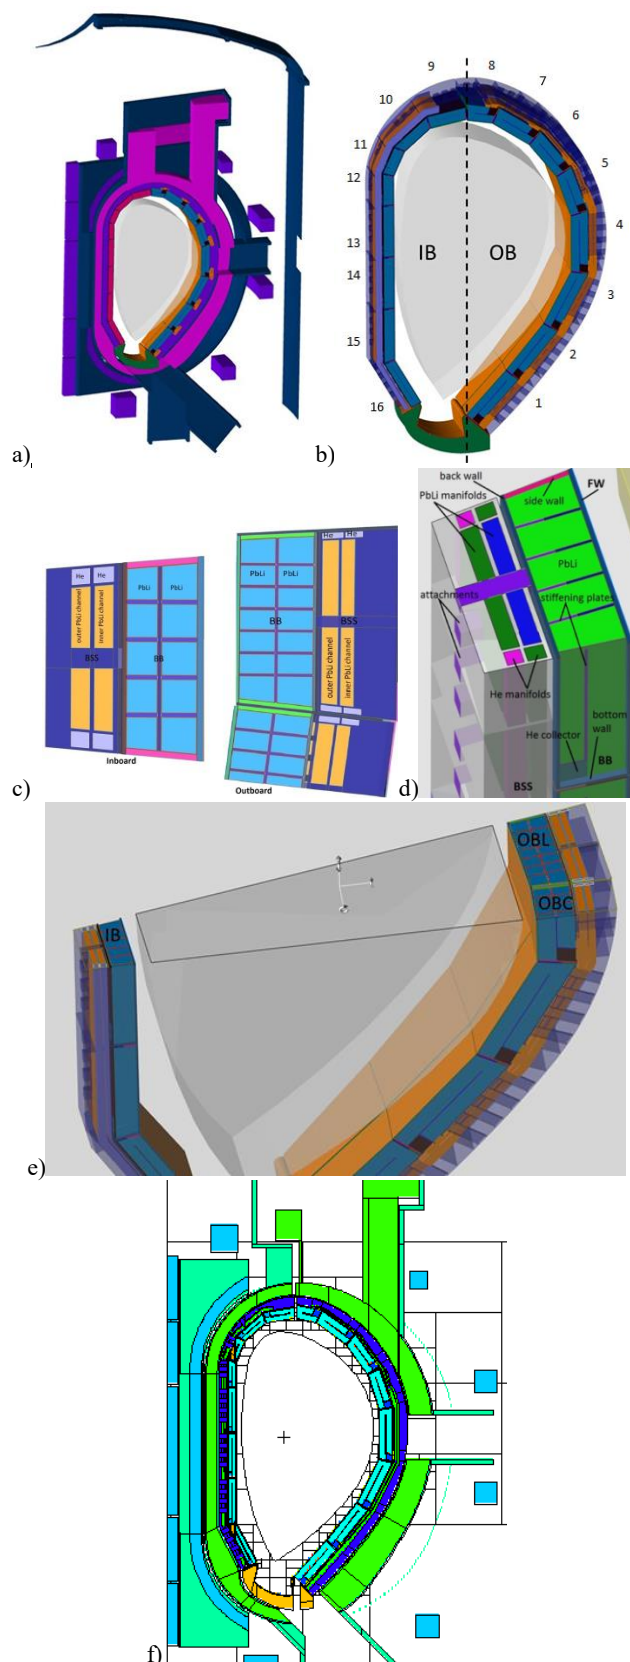 a)
9
8
7
10
6
11
5
12
4
IB
OB
13
14
3
15
2
16
1
b)
He He
PbLi PbLi
outer PbLi channel
inner PbLi channel
BSS
BB
Inboard
c)
He He
PbLi PbLi
BB
BSS
outer PbLi channel
inner PbLi channel
Outboard
back wall
PbLi manifolds
FW
side wall
PbLi
attachments
stiffening plates
He manifolds
He collector
bottom
wall
BSS
BB
d)
OBL
OBC
IB
e)
f)